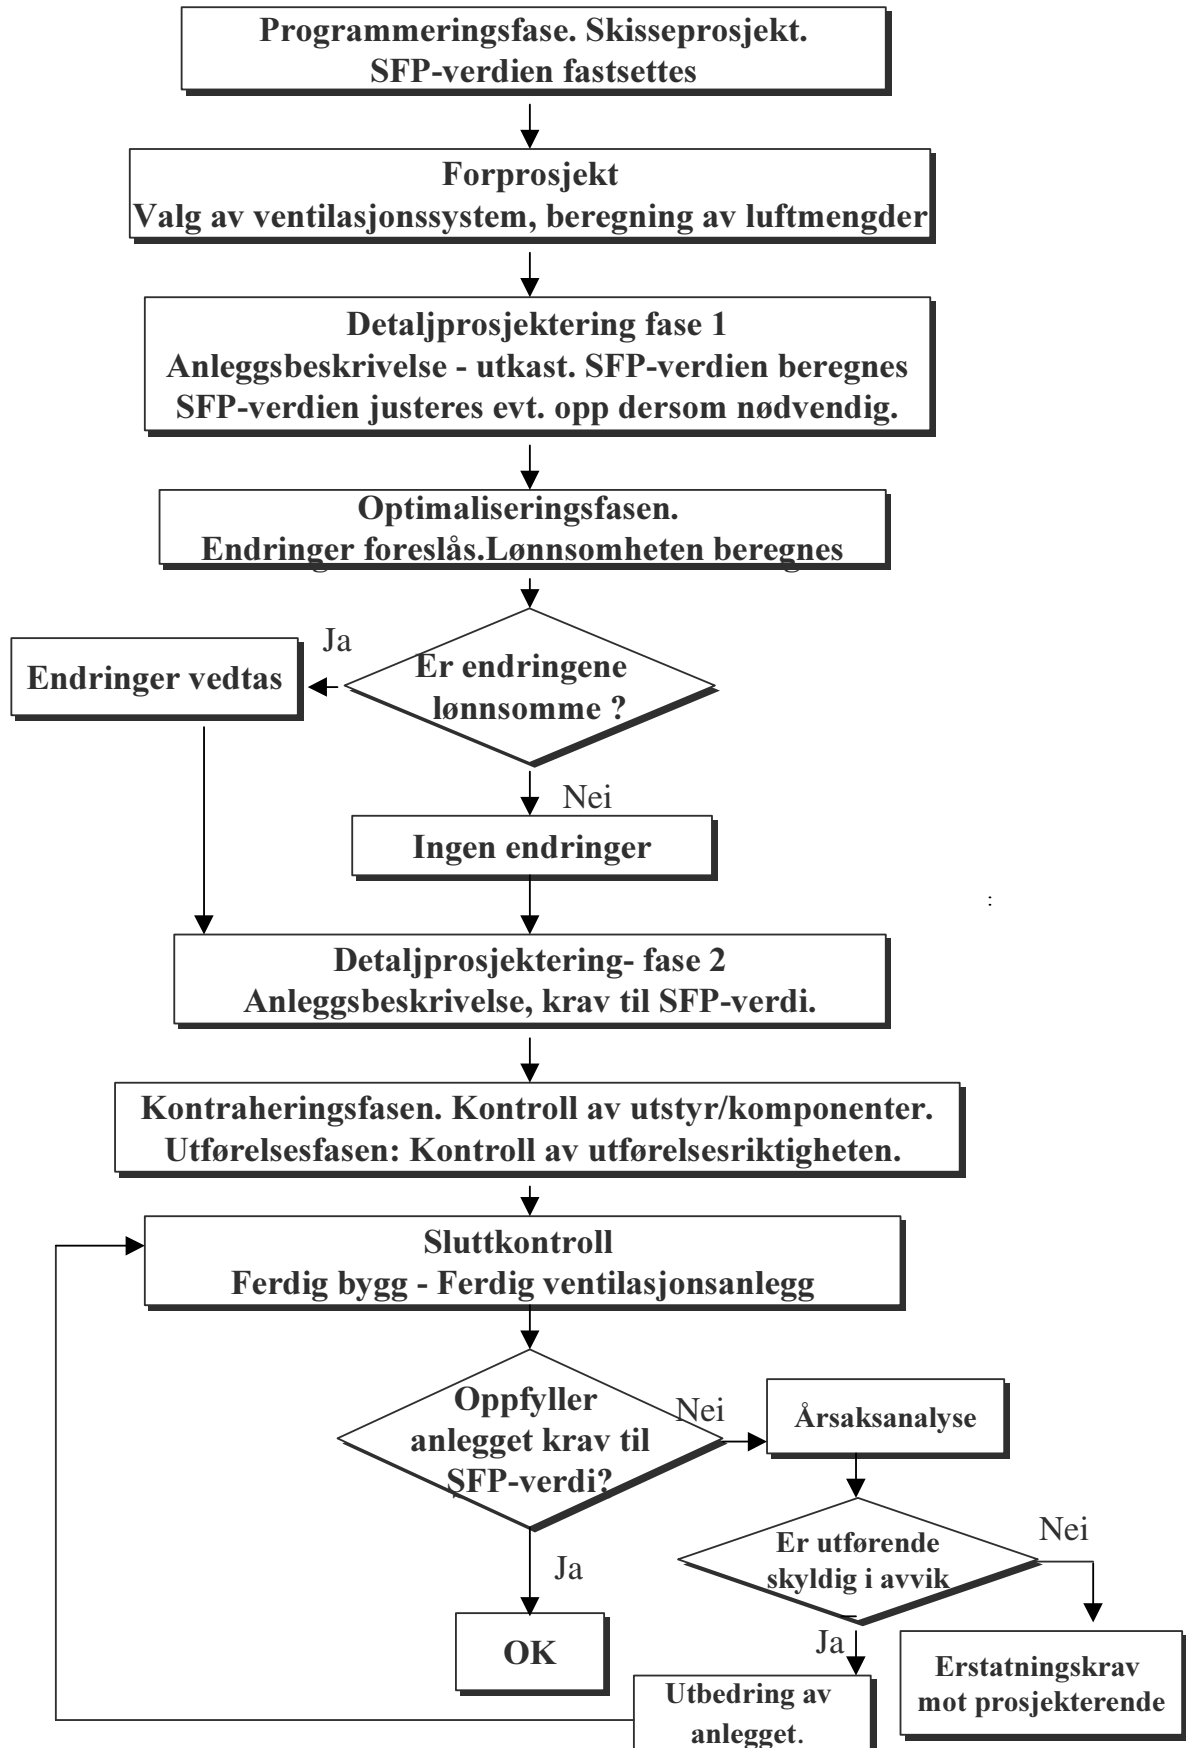 Programmeringsfase. Skisseprosjekt.
SFP-verdien fastsettes
Forprosjekt
Valg av ventilasjonssystem, beregning av luftmengder
Detaljprosjektering fase 1
Anleggsbeskrivelse - utkast. SFP-verdien beregnes
SFP-verdien justeres evt. opp dersom nødvendig.
Optimaliseringsfasen.
Endringer foreslås.Lønnsomheten beregnes
Ja
Endringer vedtas
Er endringene
lønnsomme ?
Nei
Ingen endringer
:
Detaljprosjektering- fase 2
Anleggsbeskrivelse, krav til SFP-verdi.
Kontraheringsfasen. Kontroll av utstyr/komponenter.
Utførelsesfasen: Kontroll av utførelsesriktigheten.
Sluttkontroll
Ferdig bygg - Ferdig ventilasjonsanlegg
Oppfyller
anlegget krav til
SFP-verdi?
Nei
Årsaksanalyse
Er utførende
skyldig i avvik
Nei
Ja
OK
Ja
Erstatningskrav
mot prosjekterende
Utbedring av
anlegget.